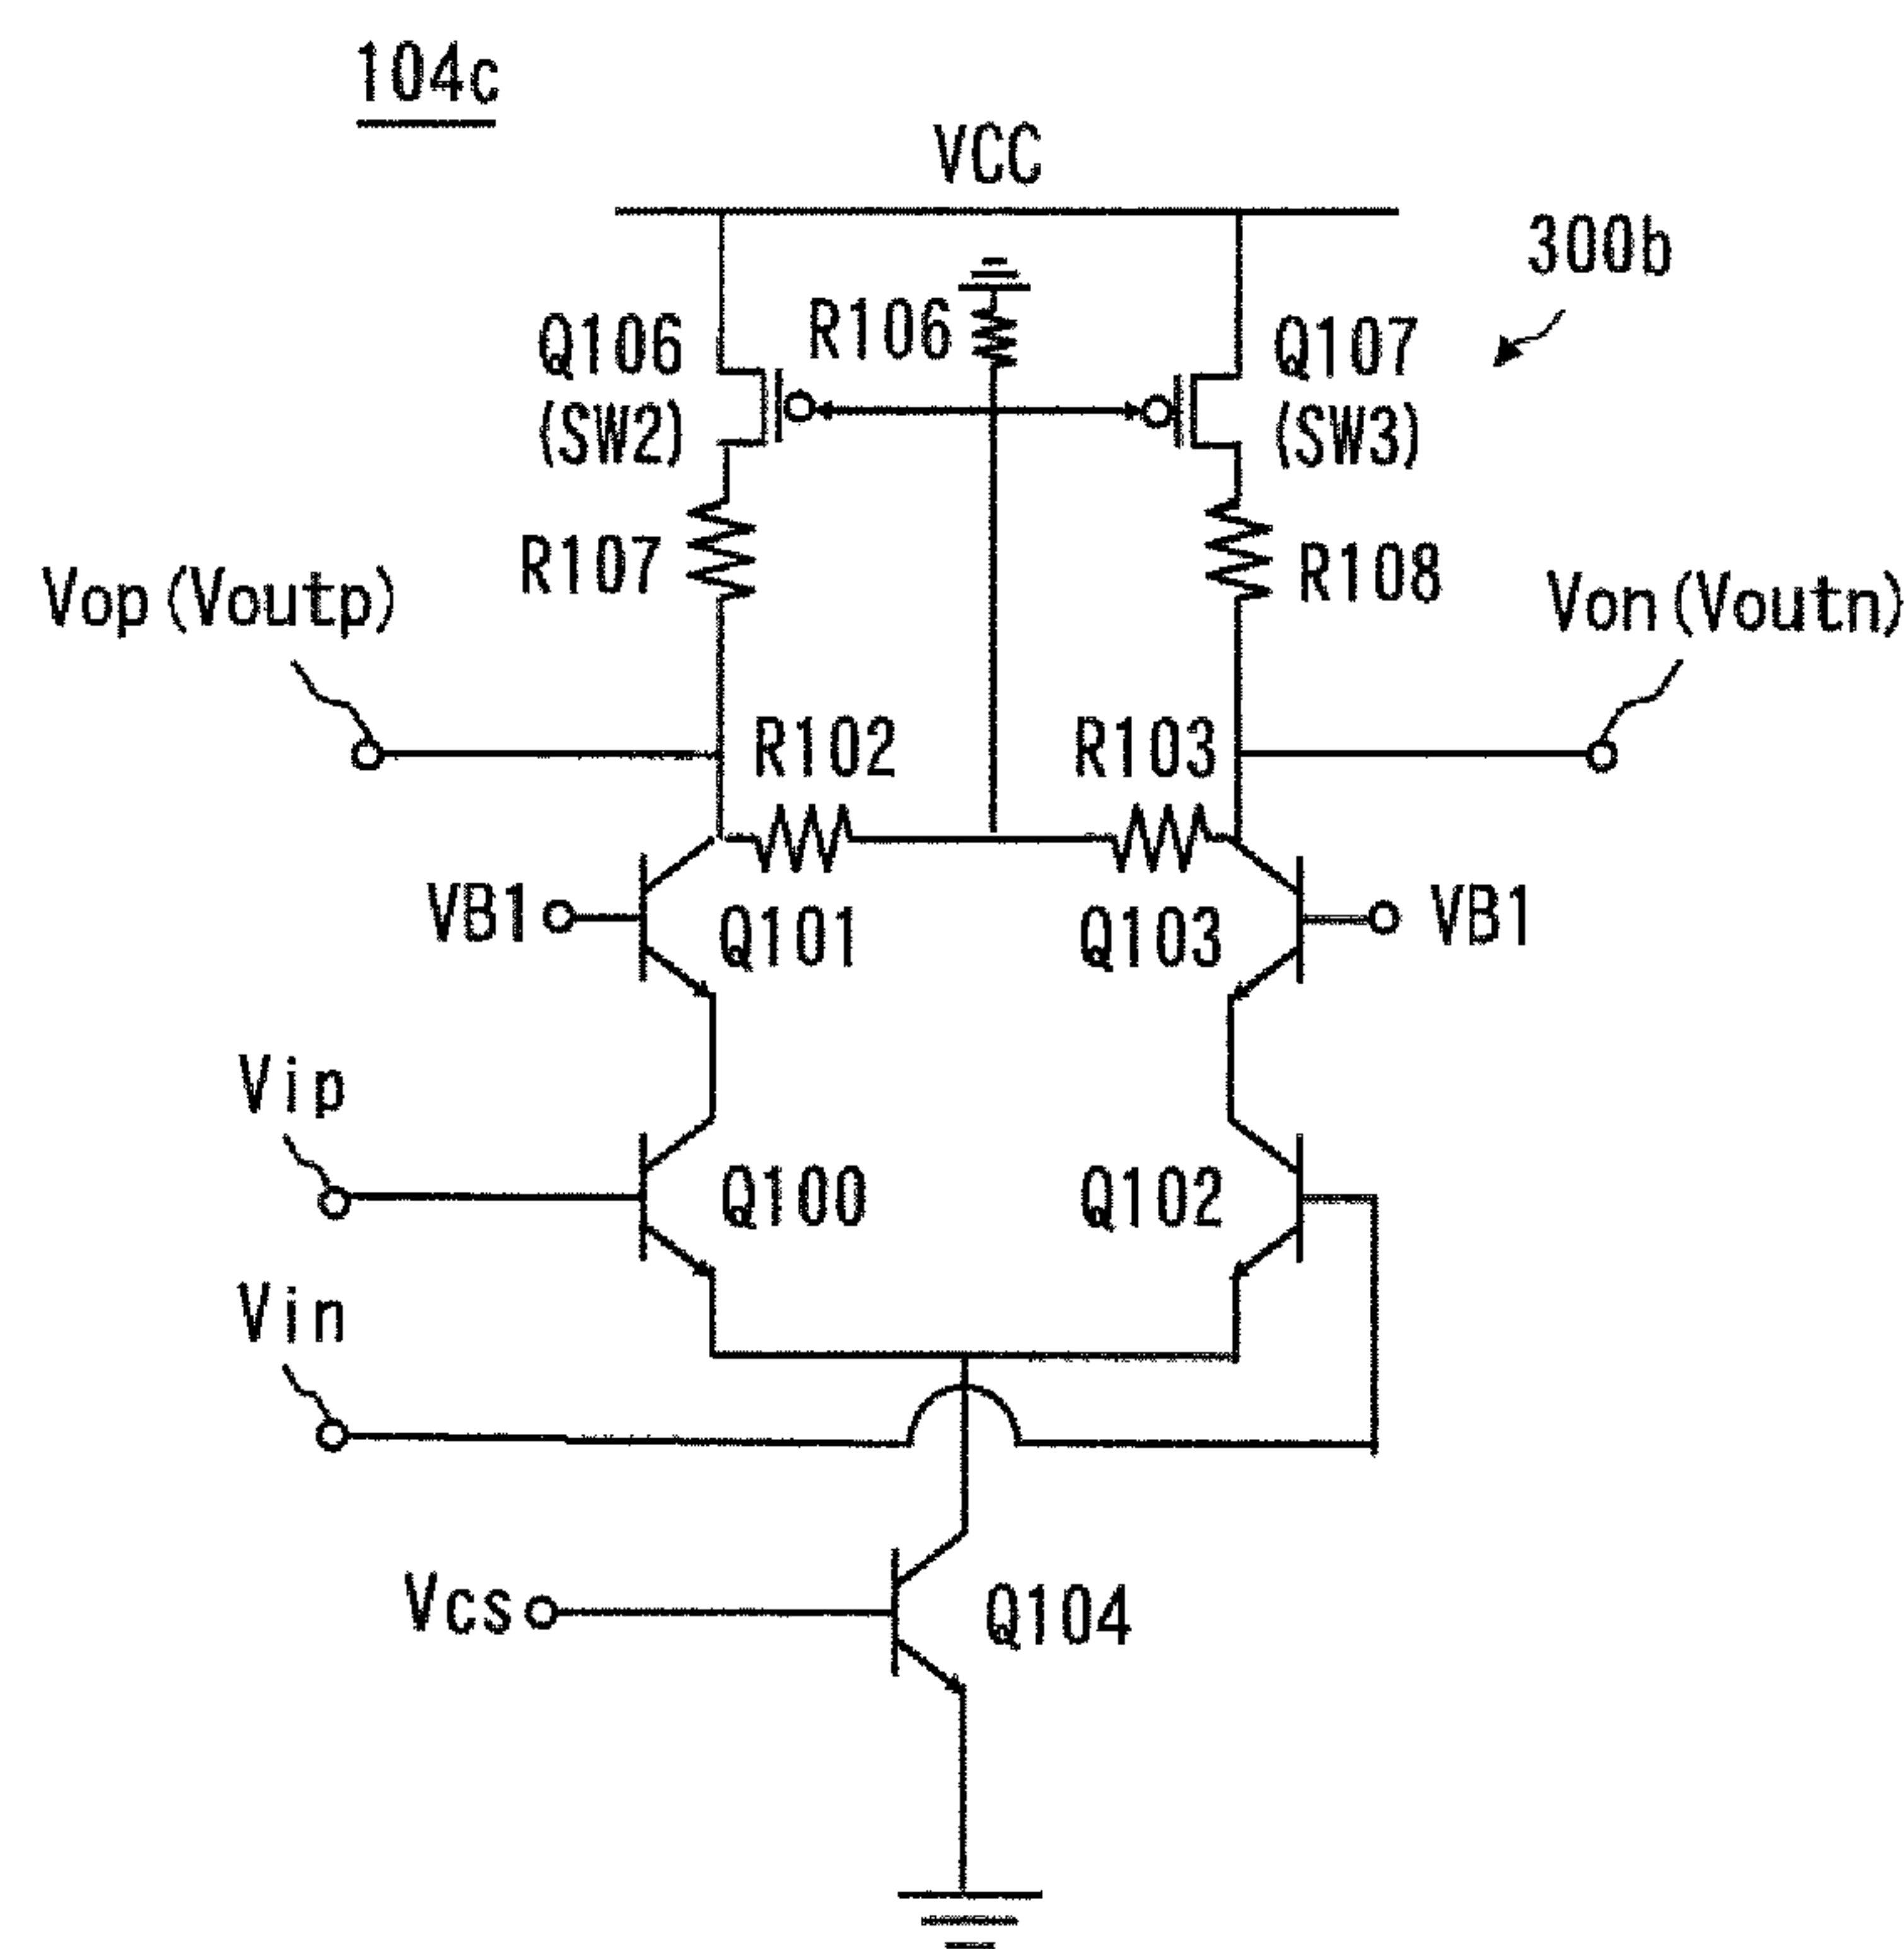 104c
VCC
300b
Q106
(SW2)
R106
Q107
(SW3)
R107
R108
Vop(Voutp)
Von(Voutn)
R102
R103
VB1
Q101
Q103
VB1
Vip
Q100
Q102
Vin
Vcs
Q104